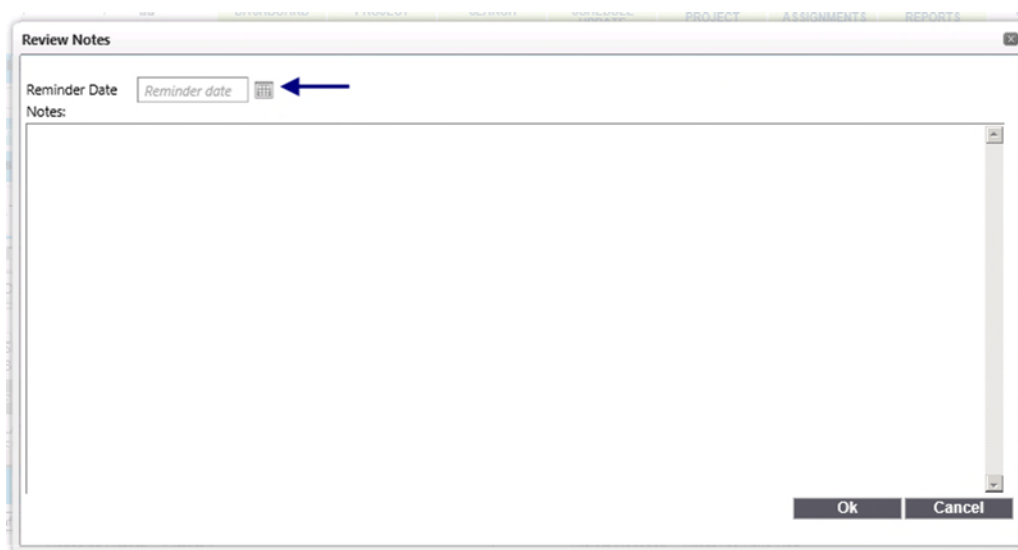 PROJECT ASSIGNMENTS REPORTS
Review Notes
Reminder Date Reminder date
Notes:
Ok Cancel